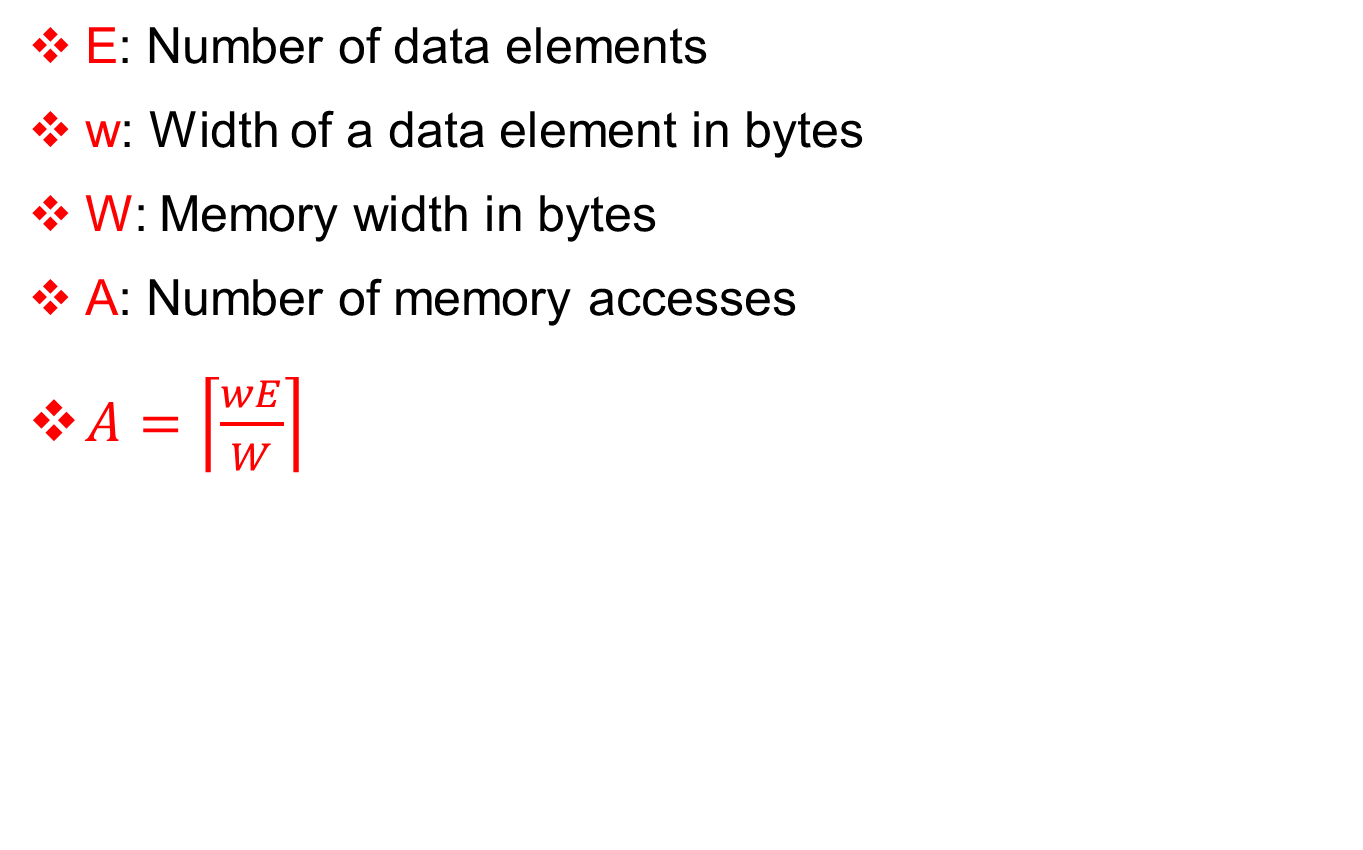 ❖ E: Number of data elements
❖ w: Width of a data element in bytes
❖ W: Memory width in bytes
❖ A: Number of memory accesses
❖ A = ⌈wE/W⌉